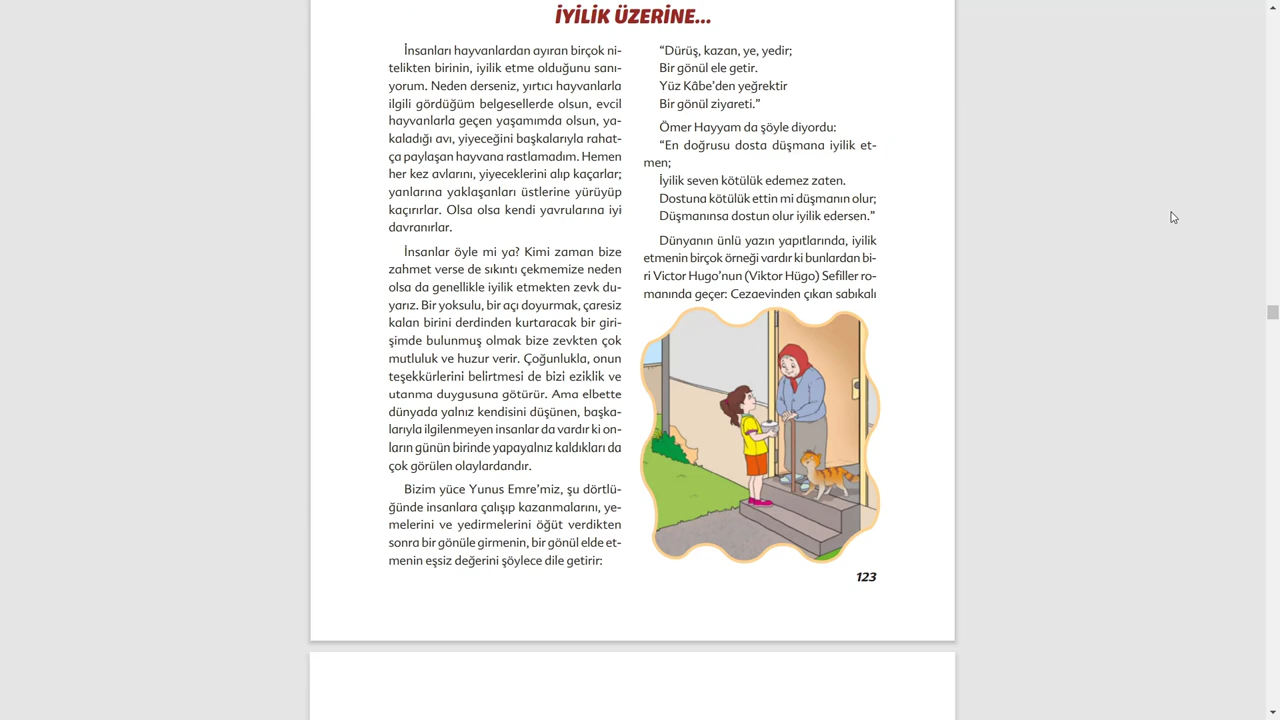 İYİLİK ÜZERİNE...
İnsanları hayvanlardan ayıran birçok ni-
telikten birinin, iyilik etme olduğunu sanı-
yorum. Neden derseniz, yırtıcı hayvanlarla
ilgili gördüğüm belgesellerde olsun, evcil
hayvanlarla geçen yaşamımda olsun, ya-
kaladığı avı, yiyeceğini başkalarıyla rahat-
ça paylaşan hayvana rastlamadım. Hemen
her kez avlarını, yiyeceklerini alıp kaçarlar;
yanlarına yaklaşanları üstlerine yürüyüp
kaçırırlar. Olsa olsa kendi yavrularına iyi
davranırlar.
İnsanlar öyle mi ya? Kimi zaman bize
zahmet verse de sıkıntı çekmemize neden
olsa da genellikle iyilik etmekten zevk du-
yarız. Bir yoksulu, bir açı doyurmak, çaresiz
kalan birini derdinden kurtaracak bir giri-
şimde bulunmuş olmak bize zevkten çok
mutluluk ve huzur verir. Çoğunlukla, onun
teşekkürlerini belirtmesi de bizi eziklik ve
utanma duygusuna götürür. Ama elbette
dünyada yalnız kendisini düşünen, başka-
larıyla ilgilenmeyen insanlar da vardır ki on-
ların günün birinde yapayalnız kaldıkları da
çok görülen olaylardandır.
Bizim yüce Yunus Emre'miz, şu dörtlü-
ğünde insanlara çalışıp kazanmalarını, ye-
melerini ve yedirmelerini öğüt verdikten
sonra bir gönüle girmenin, bir gönül elde et-
menin eşsiz değerini şöylece dile getirir:
“Dürüş, kazan, ye, yedir;
Bir gönül ele getir.
Yüz Kâbe'den yeğrektir
Bir gönül ziyareti.”
Ömer Hayyam da şöyle diyordu:
“En doğrusu dosta düşmana iyilik et-
men;
İyilik seven kötülük edemez zaten.
Dostuna kötülük ettin mi düşmanın olur;
Düşmanınsa dostun olur iyilik edersen.”
Dünyanın ünlü yazın yapıtlarında, iyilik
etmenin birçok örneği vardır ki bunlardan bi-
ri Victor Hugo'nun (Viktor Hügo) Sefiller ro-
manında geçer: Cezaevinden çıkan sabıkalı
123